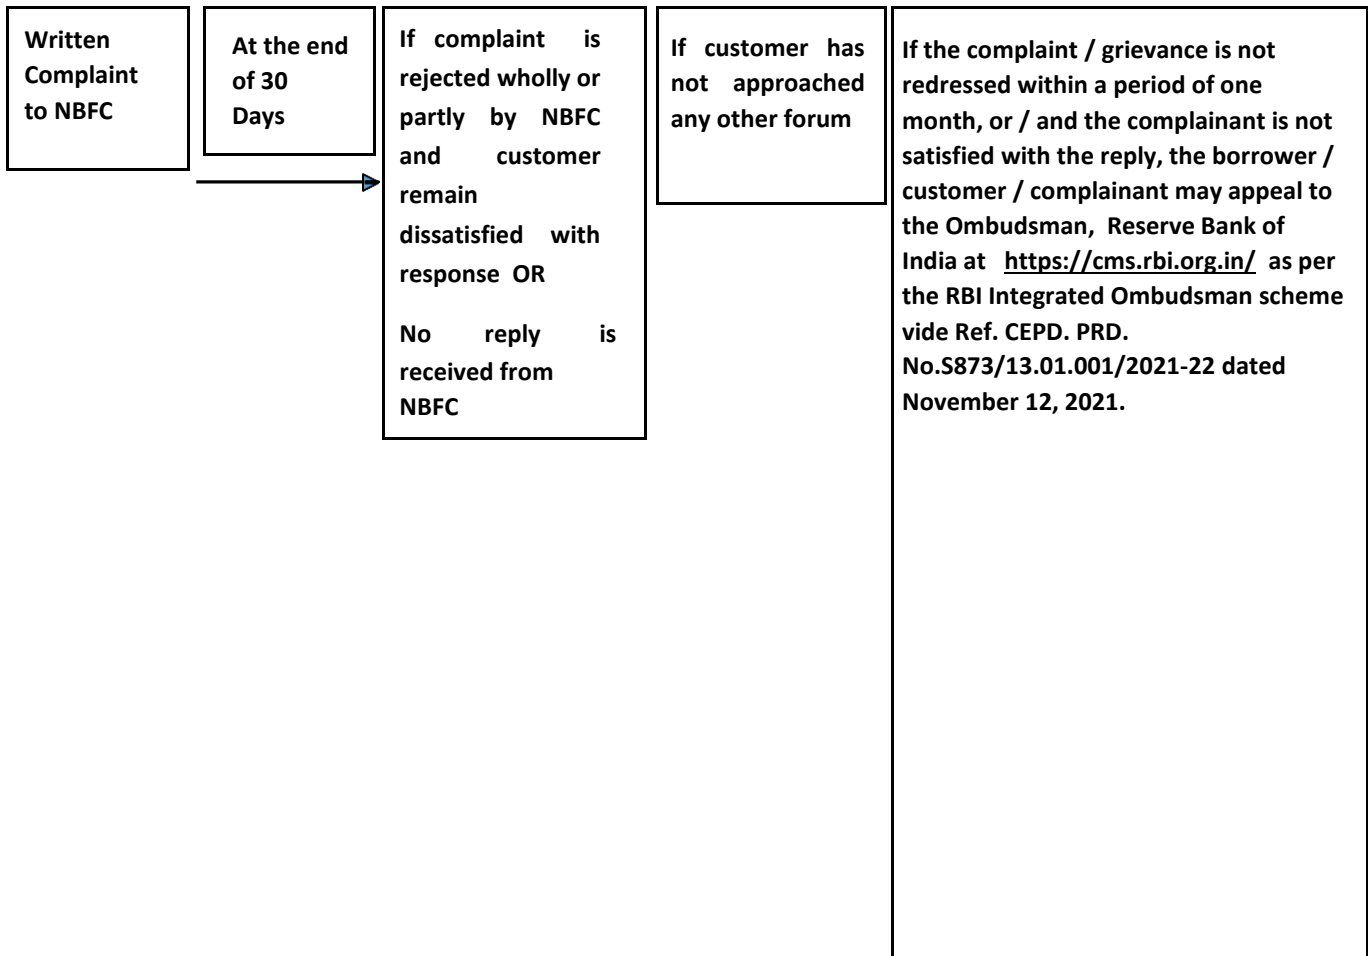 Written
Complaint
to NBFC
At the end
of 30
Days
If complaint is
rejected wholly or
partly by NBFC
and customer
remain
dissatisfied with
response OR
No reply is
received from
NBFC
If customer has
not approached
any other forum
If the complaint / grievance is not
redressed within a period of one
month, or / and the complainant is not
satisfied with the reply, the borrower /
customer / complainant may appeal to
the Ombudsman, Reserve Bank of
India at https://cms.rbi.org.in/ as per
the RBI Integrated Ombudsman scheme
vide Ref. CEPD. PRD.
No.S873/13.01.001/2021-22 dated
November 12, 2021.